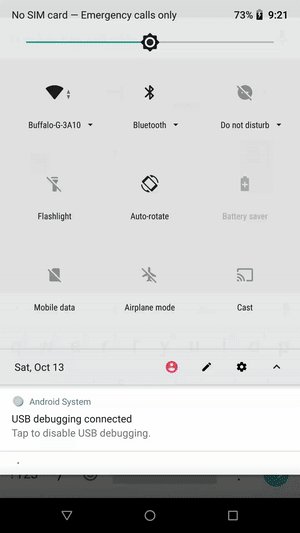 No SIM card — Emergency calls only 73% 9:21
Buffalo-G-3A10 Bluetooth Do not disturb
Flashlight Auto-rotate Battery saver
Mobile data Airplane mode Cast
Sat, Oct 13
Android System
USB debugging connected
Tap to disable USB debugging.